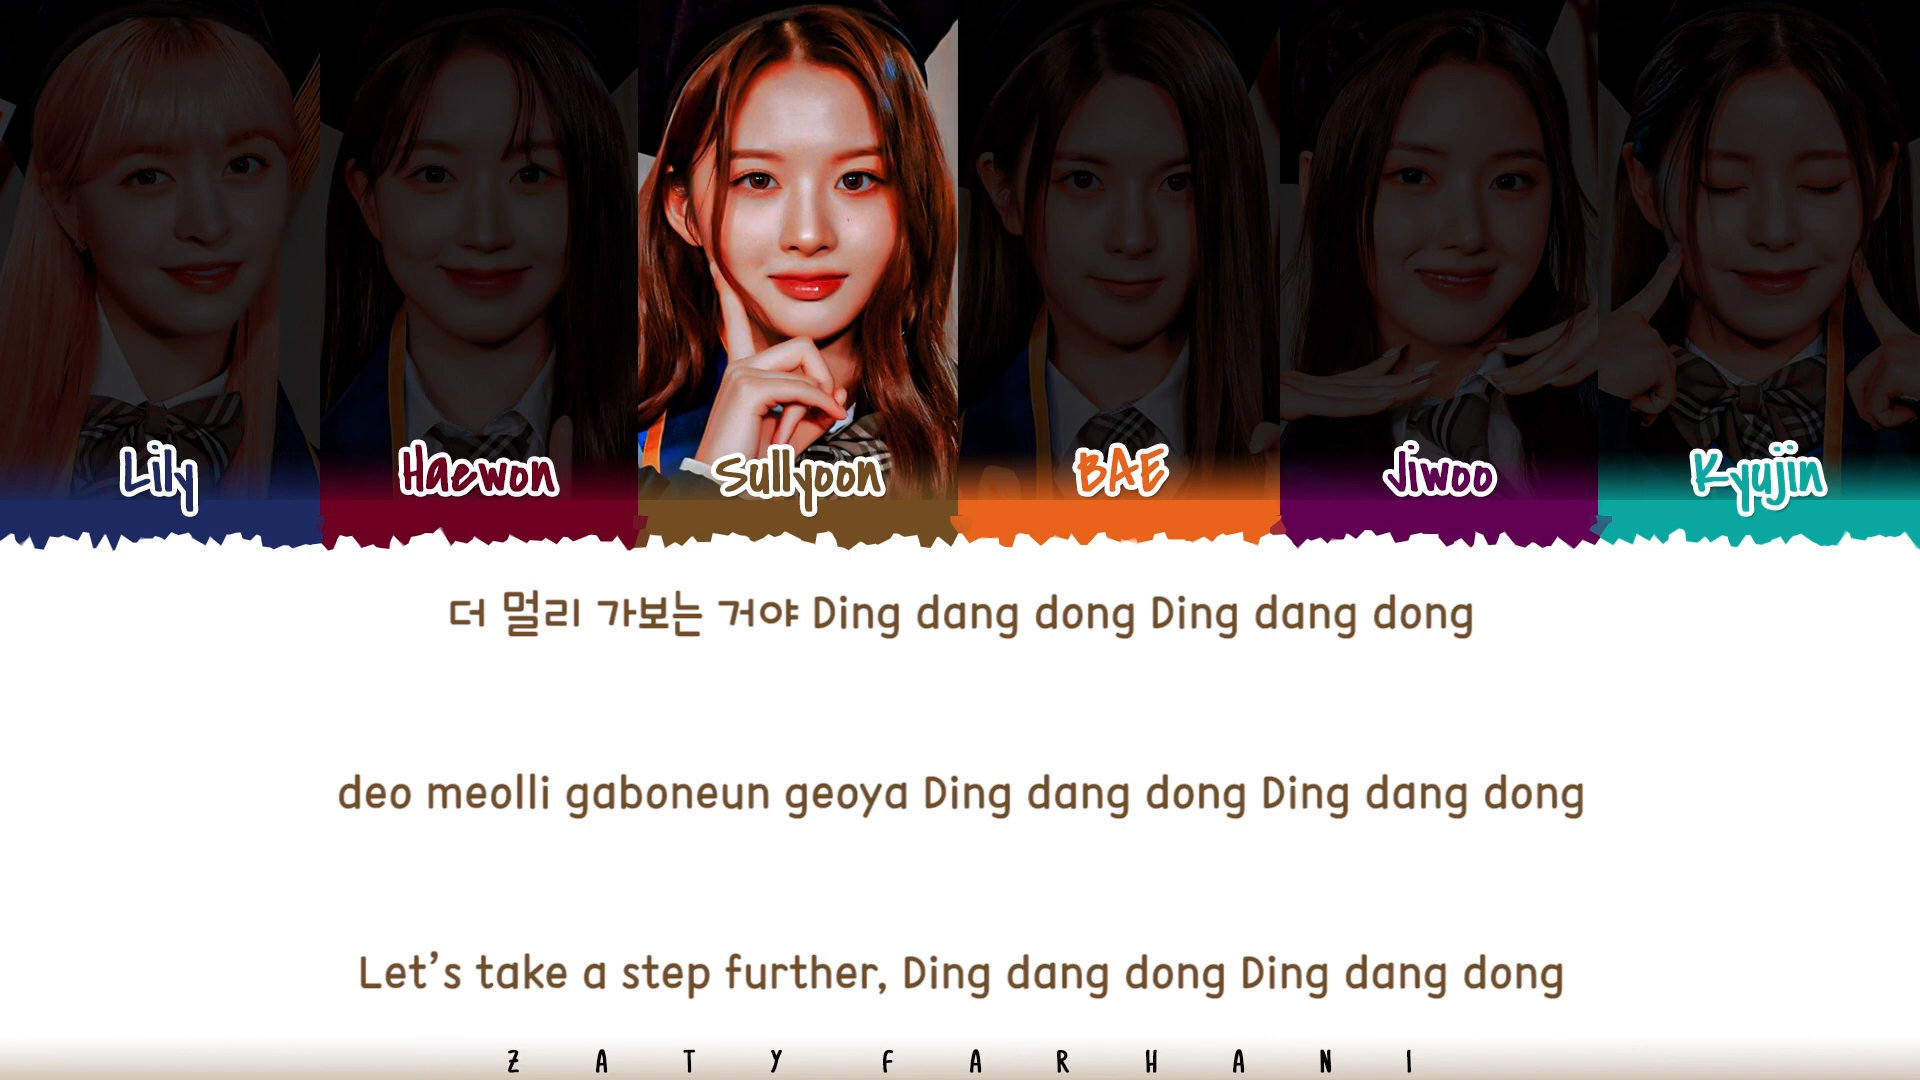 Lily Haewon Sullyoon BAE Jiwoo Kyujin
더 멀리 가보는 거야 Ding dang dong Ding dang dong
deo meolli gaboneun geoya Ding dang dong Ding dang dong
Let’s take a step further, Ding dang dong Ding dang dong
ZATY FARHANI